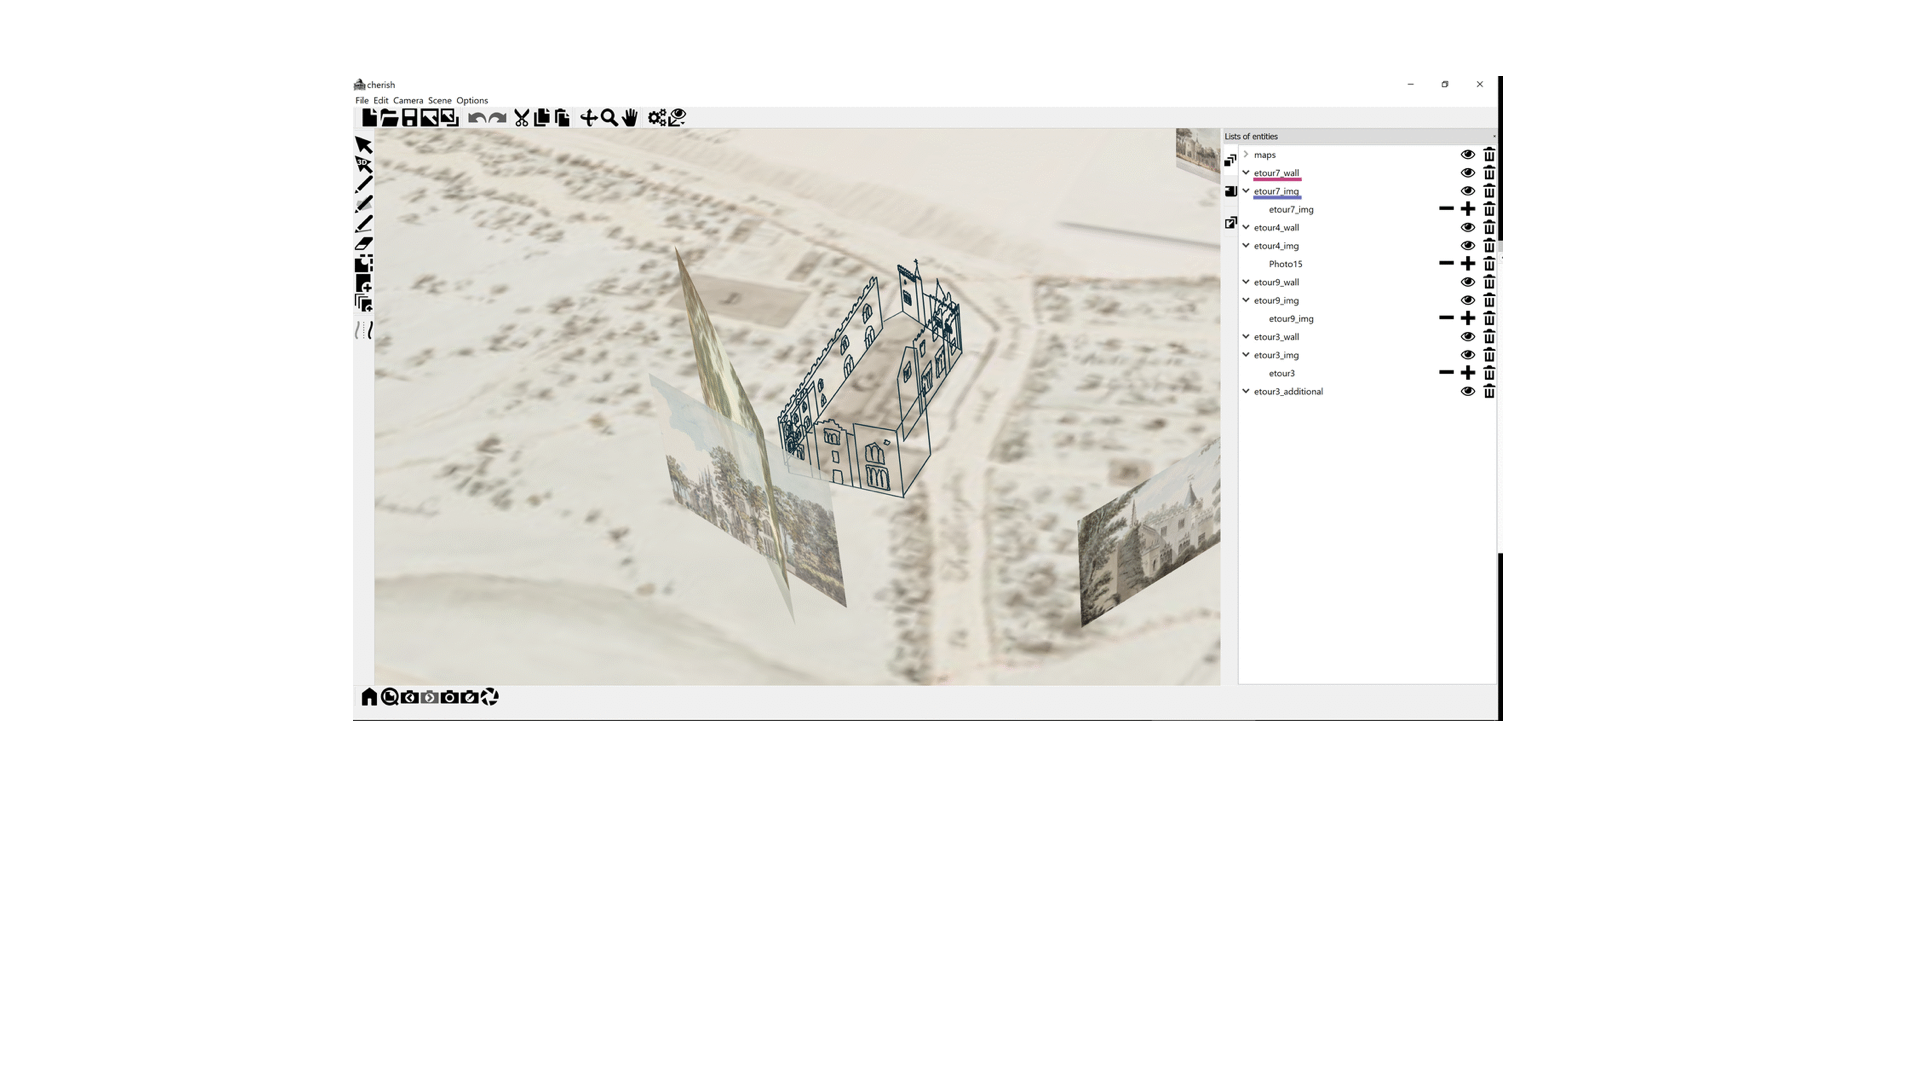 cherish
File Edit Camera Scene Options
Lists of entities
maps
etour7_wall
etour7_img
etour7_img
etour4_wall
etour4_img
Photo15
etour9_wall
etour9_img
etour9_img
etour3_wall
etour3_img
etour3
etour3_additional